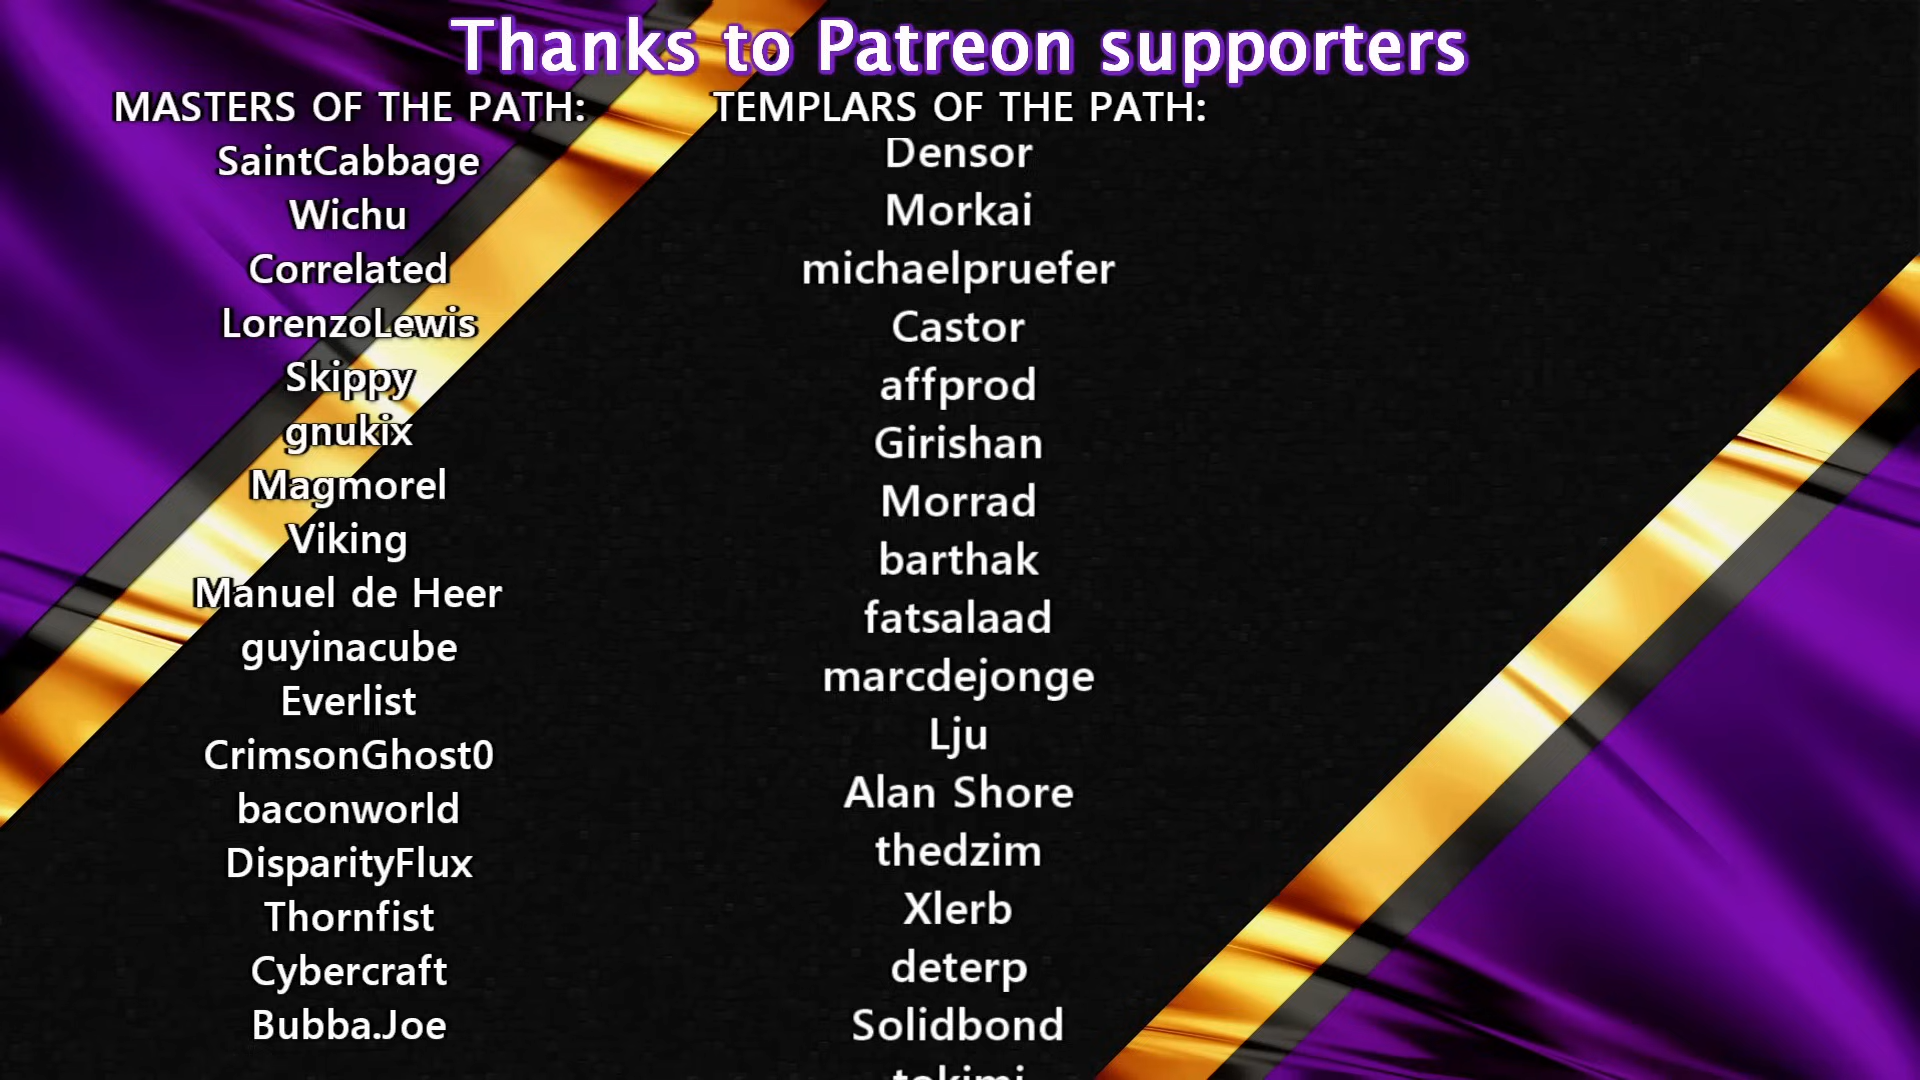 Thanks to Patreon supporters
MASTERS OF THE PATH:
SaintCabbage
Wichu
Correlated
LorenzoLewis
Skippy
gnukix
Magmorel
Viking
Manuel de Heer
guyinacube
Everlist
CrimsonGhost0
baconworld
DisparityFlux
Thornfist
Cybercraft
Bubba.Joe
TEMPLARS OF THE PATH:
Densor
Morkai
michaelpruefer
Castor
affprod
Girishan
Morrad
barthak
fatsalaad
marcdejonge
Lju
Alan Shore
thedzim
Xlerb
deterp
Solidbond